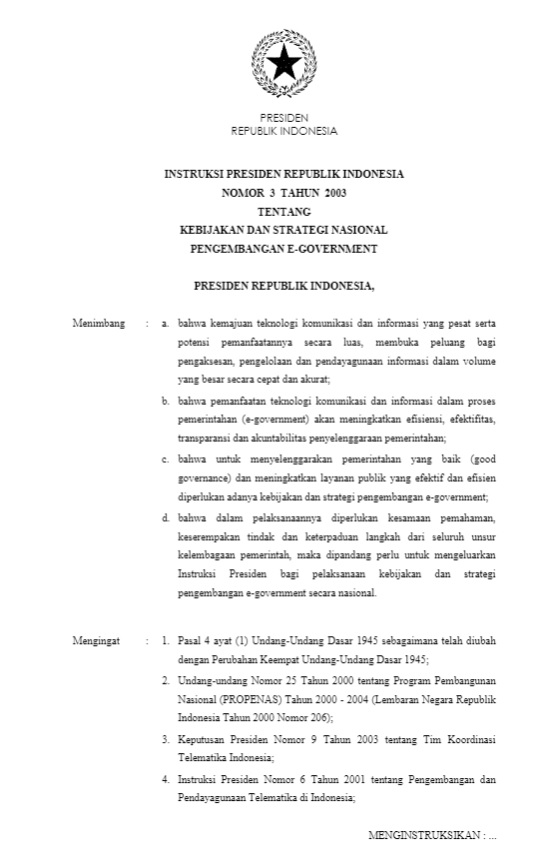 PRESIDEN
REPUBLIK INDONESIA
INSTRUKSI PRESIDEN REPUBLIK INDONESIA
NOMOR 3 TAHUN 2003
TENTANG
KEBIJAKAN DAN STRATEGI NASIONAL
PENGEMBANGAN E-GOVERNMENT
PRESIDEN REPUBLIK INDONESIA,
Menimbang : a. bahwa kemajuan teknologi komunikasi dan informasi yang pesat serta
potensi pemanfaatannya secara luas, membuka peluang bagi
pengaksesan, pengelolaan dan pendayagunaan informasi dalam volume
yang besar secara cepat dan akurat;
b. bahwa pemanfaatan teknologi komunikasi dan informasi dalam proses
pemerintahan (e-government) akan meningkatkan efisiensi, efektifitas,
transparansi dan akuntabilitas penyelenggaraan pemerintahan;
c. bahwa untuk menyelenggarakan pemerintahan yang baik (good
governance) dan meningkatkan layanan publik yang efektif dan efisien
diperlukan adanya kebijakan dan strategi pengembangan e-government;
d. bahwa dalam pelaksanaannya diperlukan kesamaan pemahaman,
keserempakan tindak dan keterpaduan langkah dari seluruh unsur
kelembagaan pemerintah, maka dipandang perlu untuk mengeluarkan
Instruksi Presiden bagi pelaksanaan kebijakan dan strategi
pengembangan e-government secara nasional.
Mengingat : 1. Pasal 4 ayat (1) Undang-Undang Dasar 1945 sebagaimana telah diubah
dengan Perubahan Keempat Undang-Undang Dasar 1945;
2. Undang-undang Nomor 25 Tahun 2000 tentang Program Pembangunan
Nasional (PROPENAS) Tahun 2000 - 2004 (Lembaran Negara Republik
Indonesia Tahun 2000 Nomor 206);
3. Keputusan Presiden Nomor 9 Tahun 2003 tentang Tim Koordinasi
Telematika Indonesia;
4. Instruksi Presiden Nomor 6 Tahun 2001 tentang Pengembangan dan
Pendayagunaan Telematika di Indonesia;
MENGINSTRUKSIKAN : ...